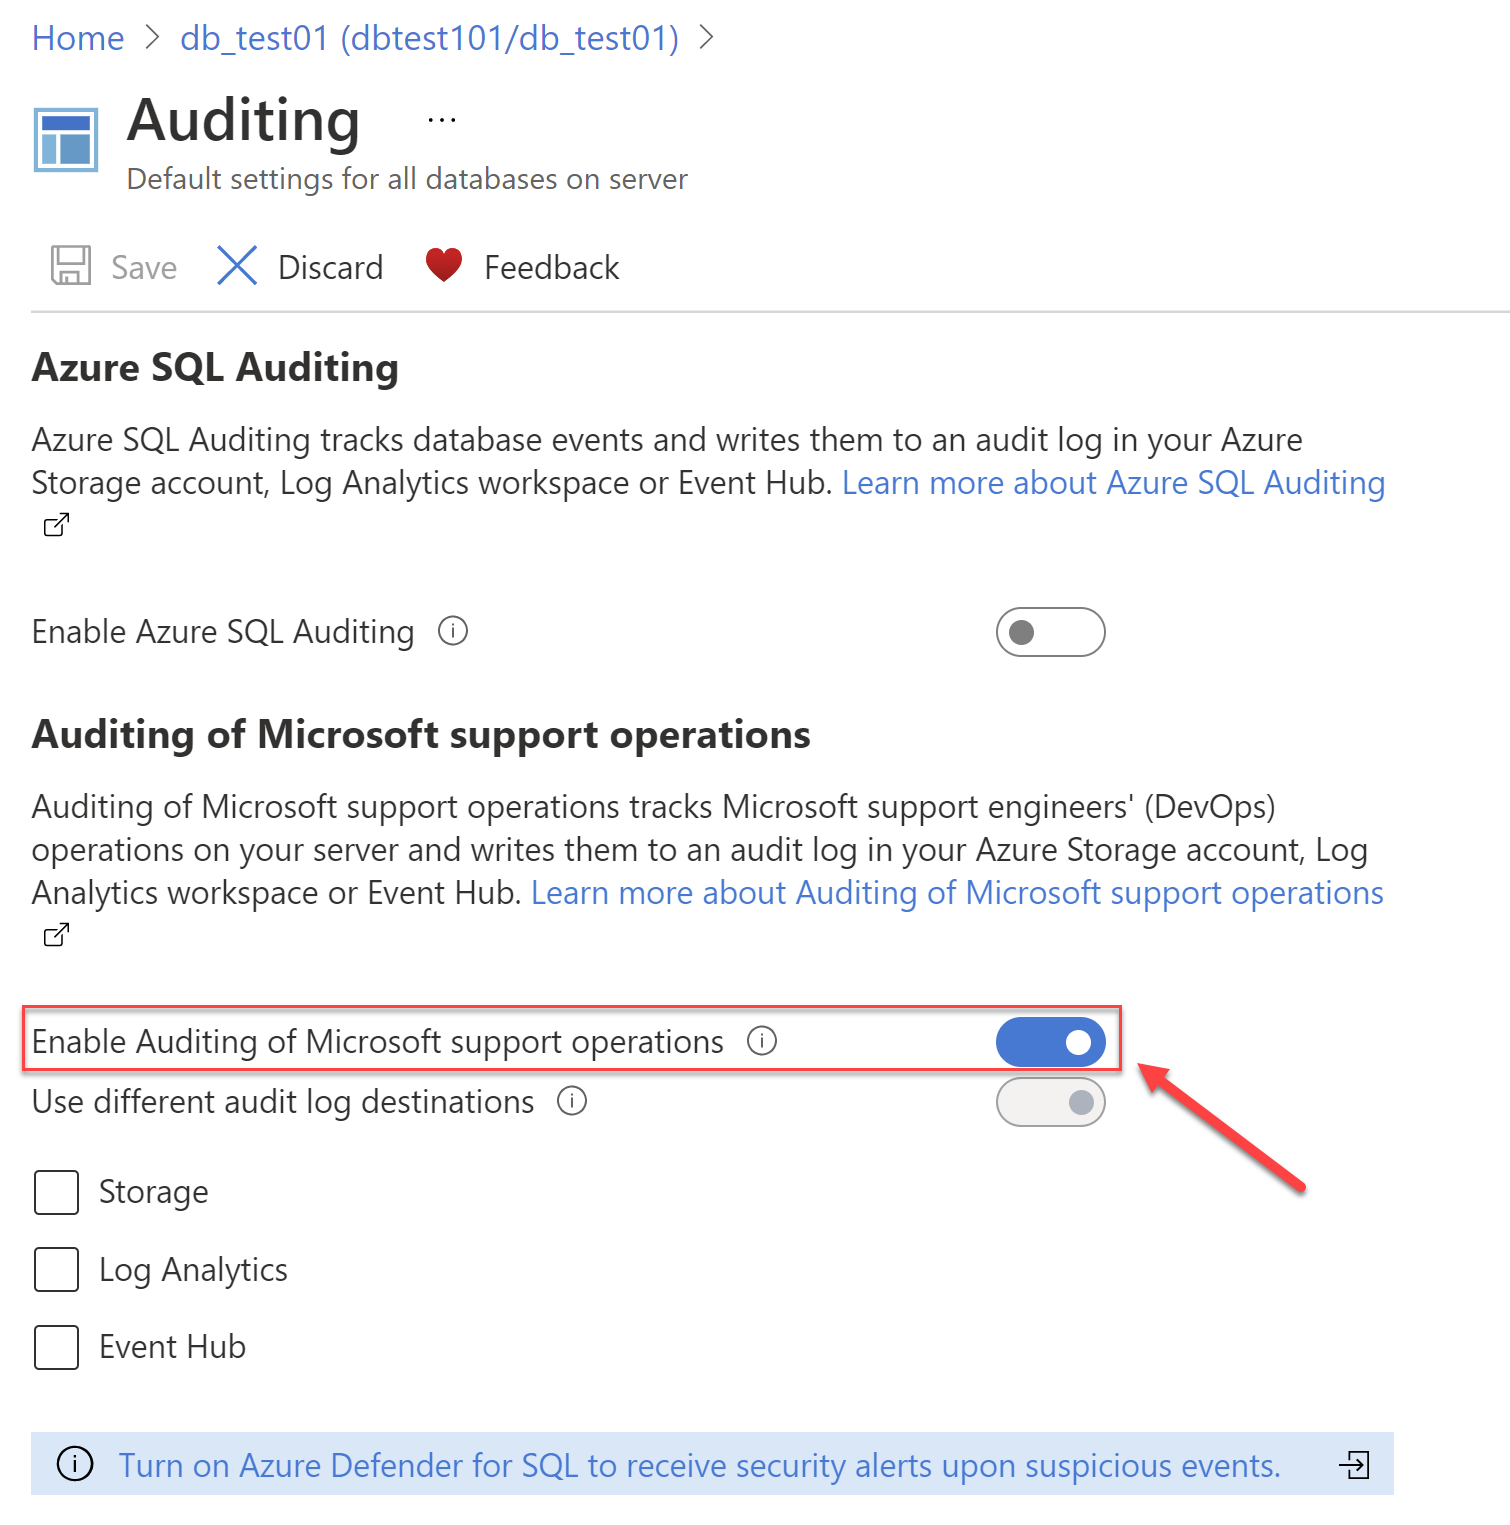 Home > db_test01 (dbtest101/db_test01) >
Auditing ...
Default settings for all databases on server
Save Discard Feedback
Azure SQL Auditing
Azure SQL Auditing tracks database events and writes them to an audit log in your Azure
Storage account, Log Analytics workspace or Event Hub. Learn more about Azure SQL Auditing
Enable Azure SQL Auditing
Auditing of Microsoft support operations
Auditing of Microsoft support operations tracks Microsoft support engineers' (DevOps)
operations on your server and writes them to an audit log in your Azure Storage account, Log
Analytics workspace or Event Hub. Learn more about Auditing of Microsoft support operations
Enable Auditing of Microsoft support operations
Use different audit log destinations
Storage
Log Analytics
Event Hub
Turn on Azure Defender for SQL to receive security alerts upon suspicious events.